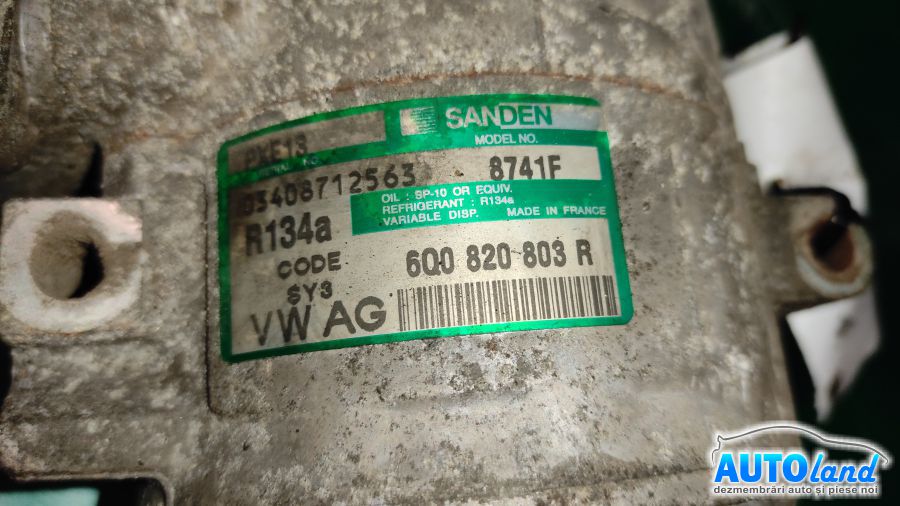 SANDEN
PXE13
MODEL NO.
03408712563
8741F
OIL : SP-10 OR EQUIV.
REFRIGERANT : R134a
VARIABLE DISP. MADE IN FRANCE
R134a
CODE
6Q0 820 803 R
SY3
VW AG
AUTOland
dezmembrări auto și piese noi